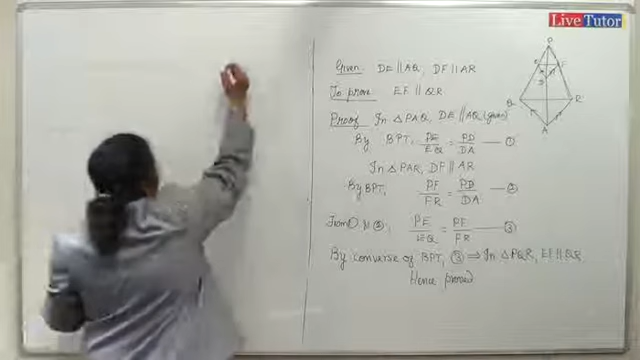 LiveTutor
Given DE ∥ AQ, DF ∥ AR
To prove EF ∥ QR
Proof In △PAQ, DE ∥ AQ (given)
By BPT, PE/EQ = PD/DA — ①
In △PAR, DF ∥ AR
By BPT, PF/FR = PD/DA — ②
From ① & ②, PE/EQ = PF/FR — ③
By converse of BPT, ③ ⇒ In △PQR, EF ∥ QR
Hence proved
P
E F
D
Q R
A